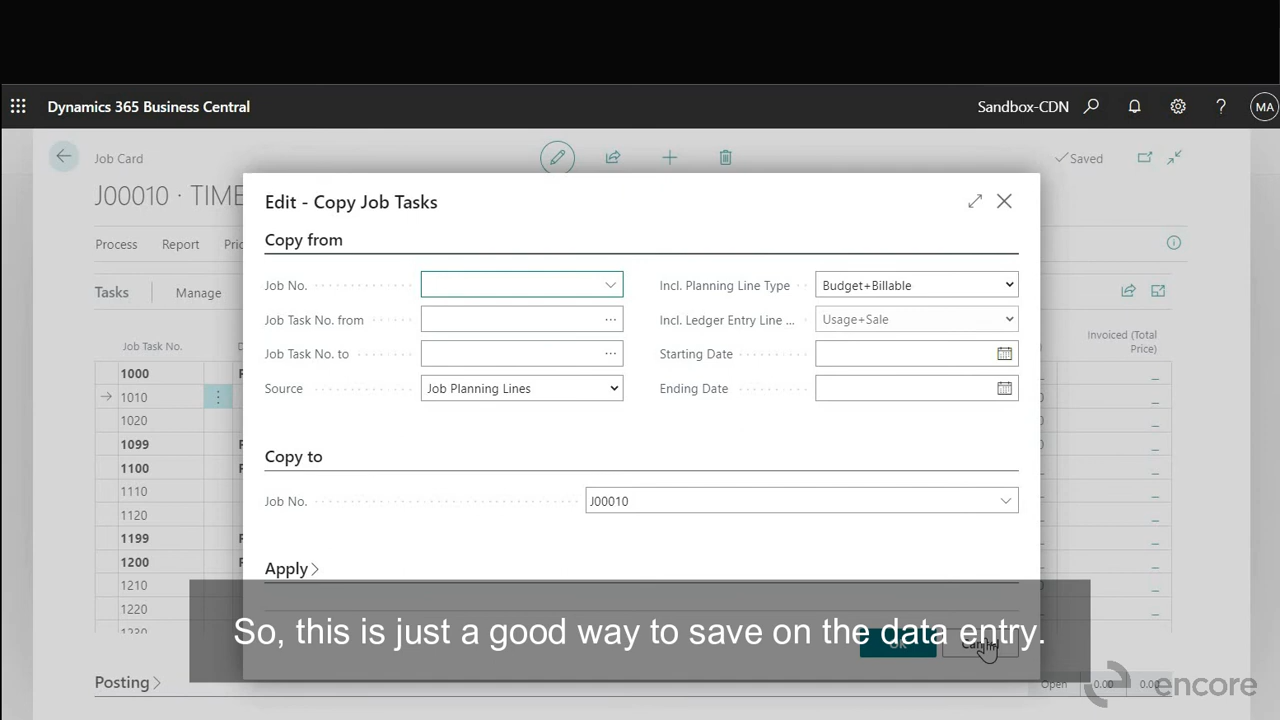 Dynamics 365 Business Central
Sandbox-CDN
?
MA
Job Card
Saved
J00010 · TIME
Process
Report
Tasks
Manage
Edit - Copy Job Tasks
Copy from
Job No.
Incl. Planning Line Type
Budget+Billable
Job Task No. from
Incl. Ledger Entry Line ...
Usage+Sale
Job Task No. to
Starting Date
Source
Job Planning Lines
Ending Date
Copy to
Job No.
J00010
Apply
Job Task No.
1000
1010
1020
1099
1100
1110
1120
1199
1200
1210
1220
Invoiced (Total
Price)
So, this is just a good way to save on the data entry.
Posting
Open
0.00
0.00
encore